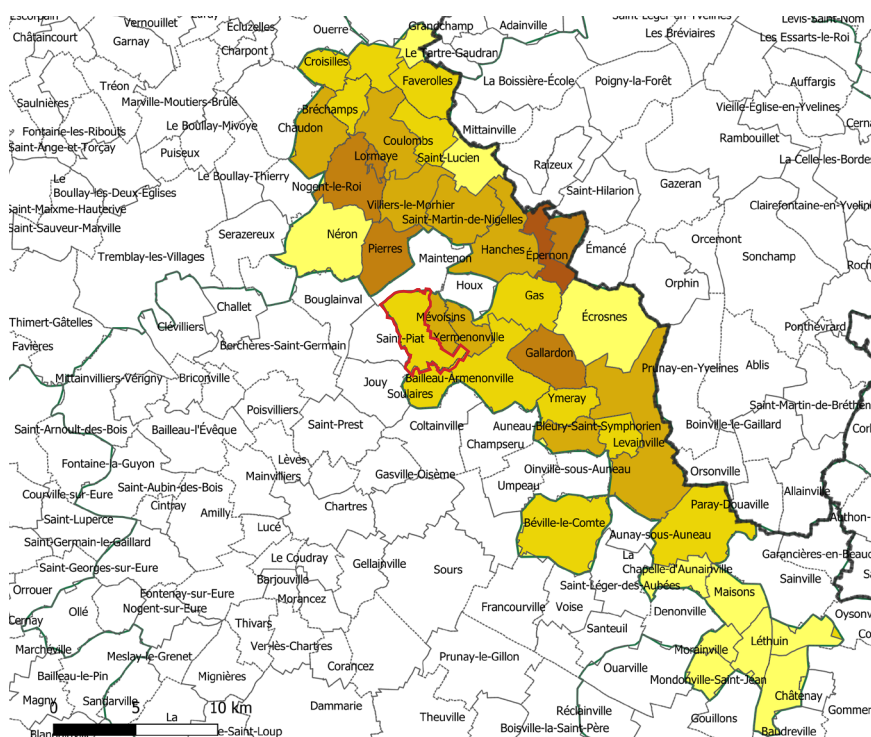 Vernouillet
Écluzelles
Ouerre
Grandchamp
Adainville
Saint-Léger-en-Yvelines
Lévis-Saint-Nom
Châtaincourt
Garnay
Charpont
Le Tartre-Gaudran
Les Bréviaires
Les Essarts-le-Roi
Croisilles
Faverolles
La Boissière-École
Poigny-la-Forêt
Auffargis
Tréon
Saulnières
Marville-Moutiers-Brûlé
Bréchamps
Vieille-Église-en-Yvelines
Fontaine-les-Ribouts
Le Boullay-Mivoye
Chaudon
Mittainville
Rambouillet
Saint-Ange-et-Torçay
Puiseux
Coulombs
Lormaye
Saint-Lucien
Raizeux
La Celle-les-Bordes
Le
Boullay-les-Deux-Églises
Le Boullay-Thierry
Nogent-le-Roi
Saint-Hilarion
Gazeran
Saint-Maixme-Hauterive
Villiers-le-Morhier
Clairefontaine-en-Yvelines
Saint-Sauveur-Marville
Serazereux
Néron
Saint-Martin-de-Nigelles
Orcemont
Pierres
Hanches
Épernon
Émancé
Sonchamp
Tremblay-les-Villages
Maintenon
Houx
Orphin
Bouglainval
Gas
Challet
Écrosnes
Thimert-Gâtelles
Clévilliers
Mévoisins
Ponthévrard
Favières
Berchères-Saint-Germain
Saint-Piat
Yermenonville
Gallardon
Prunay-en-Yvelines
Ablis
Mittainvilliers-Vérigny
Briconville
Jouy
Bailleau-Armenonville
Soulaires
Ymeray
Poisvilliers
Saint-Martin-de-Bréthen
Saint-Arnoult-des-Bois
Bailleau-l'Évêque
Saint-Prest
Coltainville
Auneau-Bleury-Saint-Symphorien
Boinville-le-Gaillard
Champseru
Levainville
Fontaine-la-Guyon
Lèves
Mainvilliers
Gasville-Oisème
Oinville-sous-Auneau
Orsonville
Saint-Aubin-des-Bois
Umpeau
Allainville
Courville-sur-Eure
Cintray
Amilly
Chartres
Paray-Douaville
Saint-Luperce
Lucé
Béville-le-Comte
Authon-
Saint-Germain-le-Gaillard
Aunay-sous-Auneau
Le Coudray
La
Chapelle-d'Aunainville
Garancières-en-Beauce
Saint-Georges-sur-Eure
Gellainville
Sours
Barjouville
Sainville
Orrouer
Fontenay-sur-Eure
Saint-Léger-des-Aubées
Maisons
Ollé
Nogent-sur-Eure
Morancez
Francourville
Voise
Denonville
Oysonville
Cernay
Thivars
Santeuil
Léthuin
Marchéville
Meslay-le-Grenet
Ver-lès-Chartres
Morainville
Corancez
Prunay-le-Gillon
Ouarville
Bailleau-le-Pin
Mignières
Mondonville-Saint-Jean
Châtenay
Magny
Sandarville
Dammarie
Réclainville
Gouillons
0 5 10 km
La
Theuville
Boisville-la-Saint-Père
Baudreville